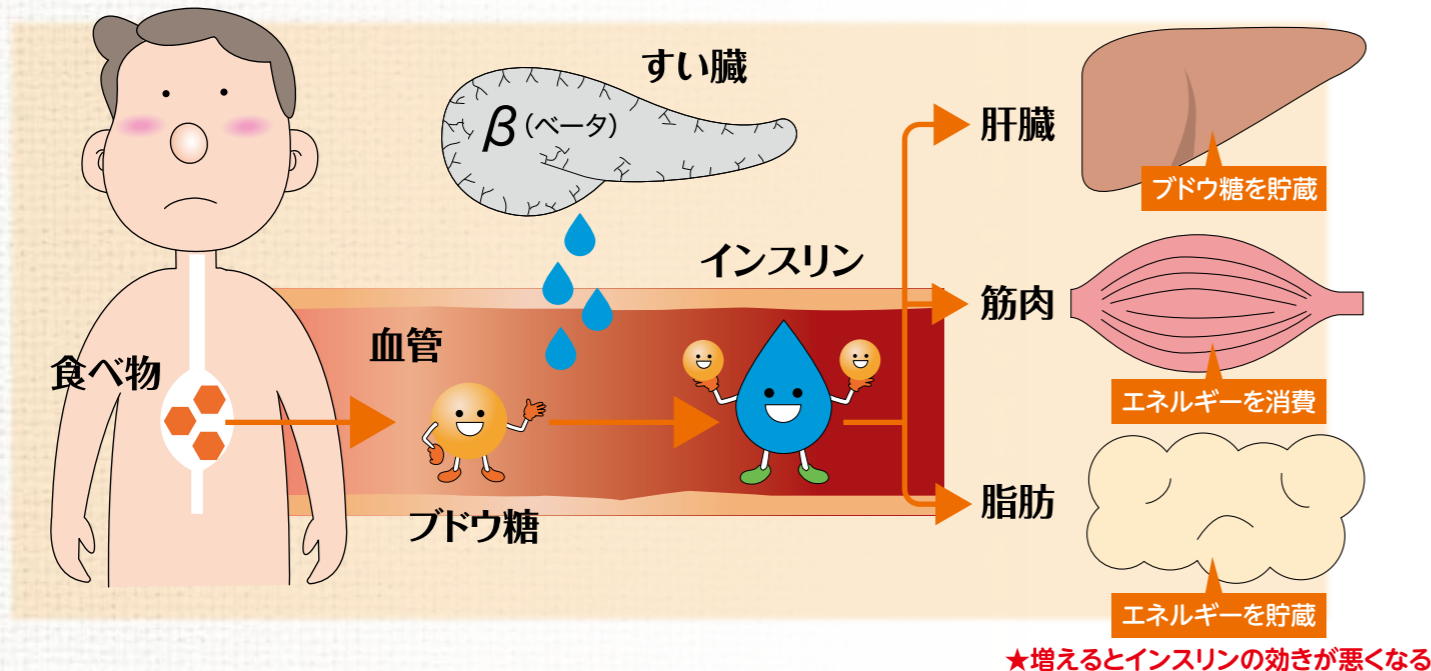 すい臓
β(ベータ)
肝臓
ブドウ糖を貯蔵
インスリン
筋肉
血管
食べ物
エネルギーを消費
ブドウ糖
脂肪
エネルギーを貯蔵
★増えるとインスリンの効きが悪くなる